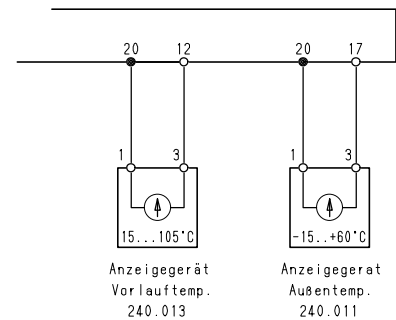 20 12 20 17
1 3 1 3
15...105°C -15..+60°C
Anzeigegerät Anzeigegerat
Vorlauftemp. Außentemp.
240.013 240.011